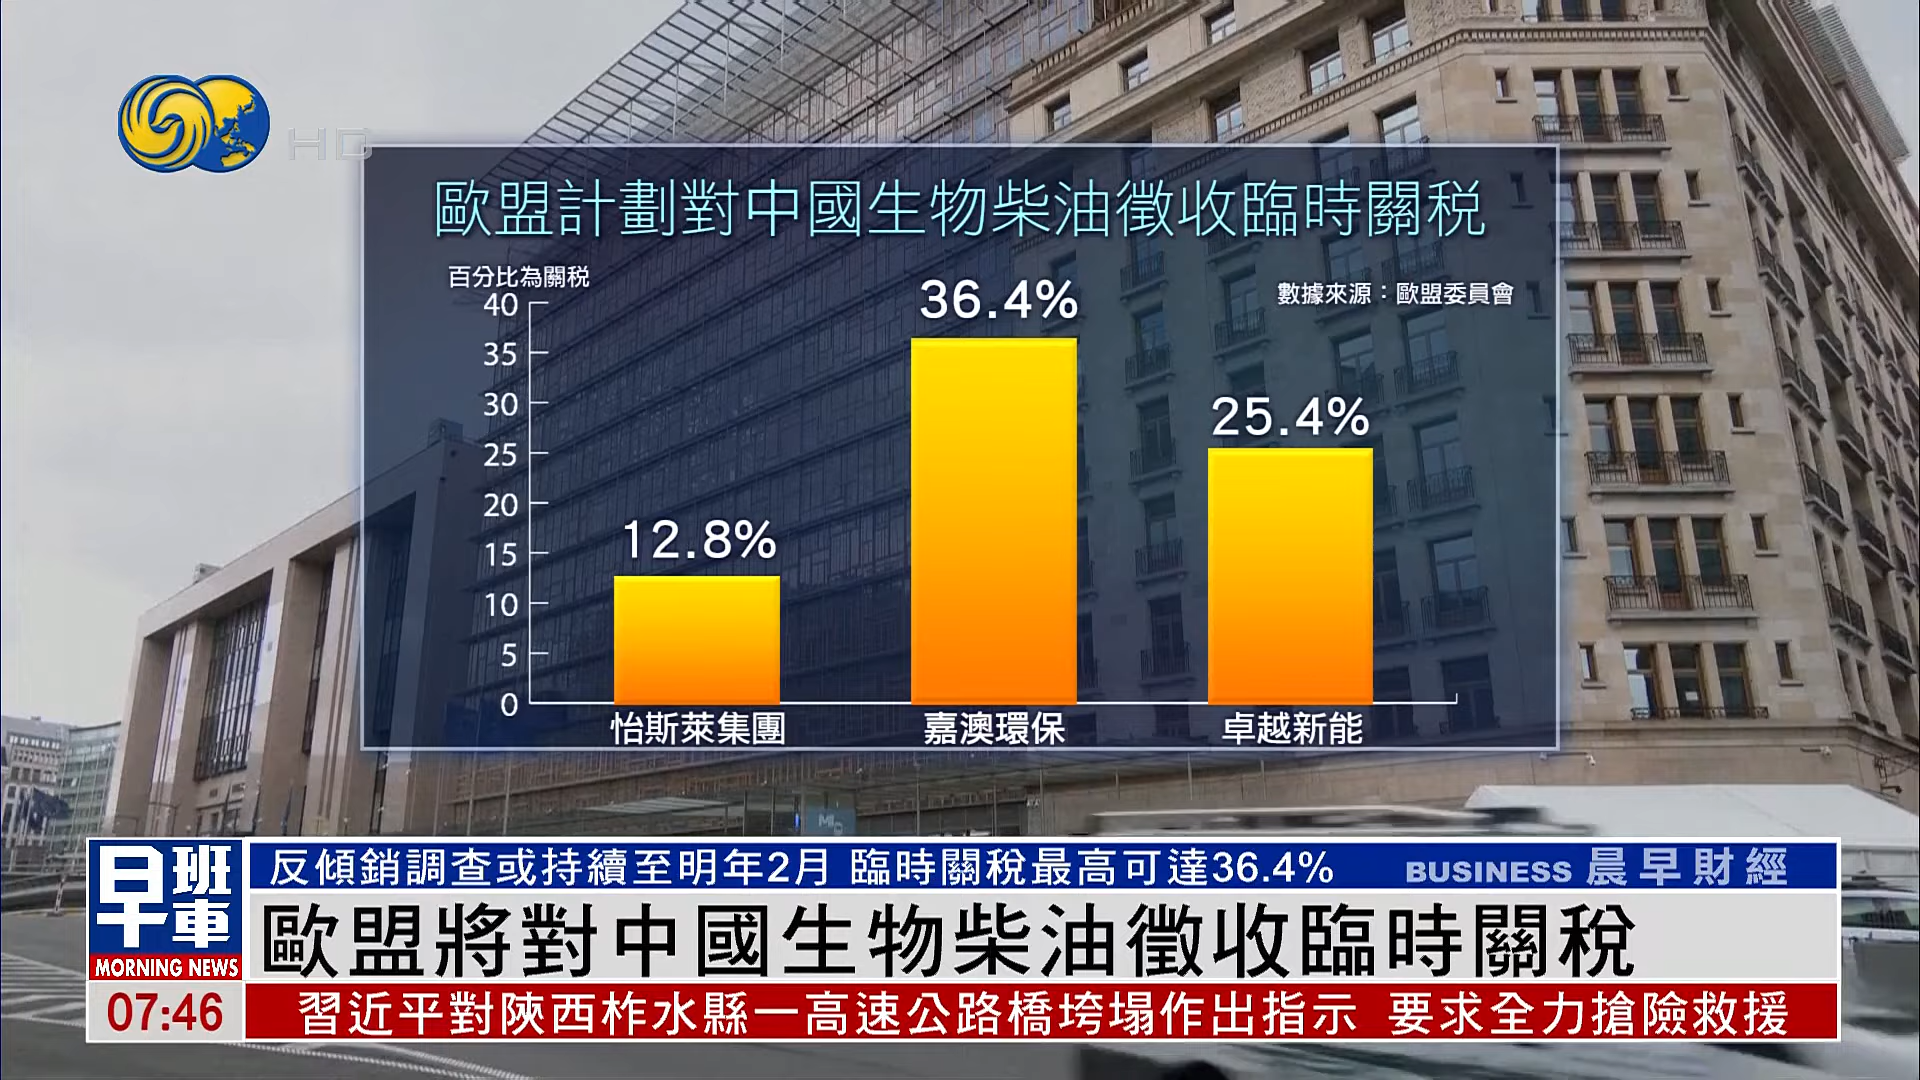 HD
歐盟計劃對中國生物柴油徵收臨時關税
百分比為關税
數據來源：歐盟委員會
40
35
30
25
20
15
10
5
0
12.8%
36.4%
25.4%
怡斯萊集團
嘉澳環保
卓越新能
早班車
MORNING NEWS
反傾銷調查或持續至明年2月 臨時關稅最高可達36.4%
BUSINESS 晨早財經
歐盟將對中國生物柴油徵收臨時關稅
07:46
習近平對陝西柞水縣一高速公路橋垮塌作出指示 要求全力搶險救援